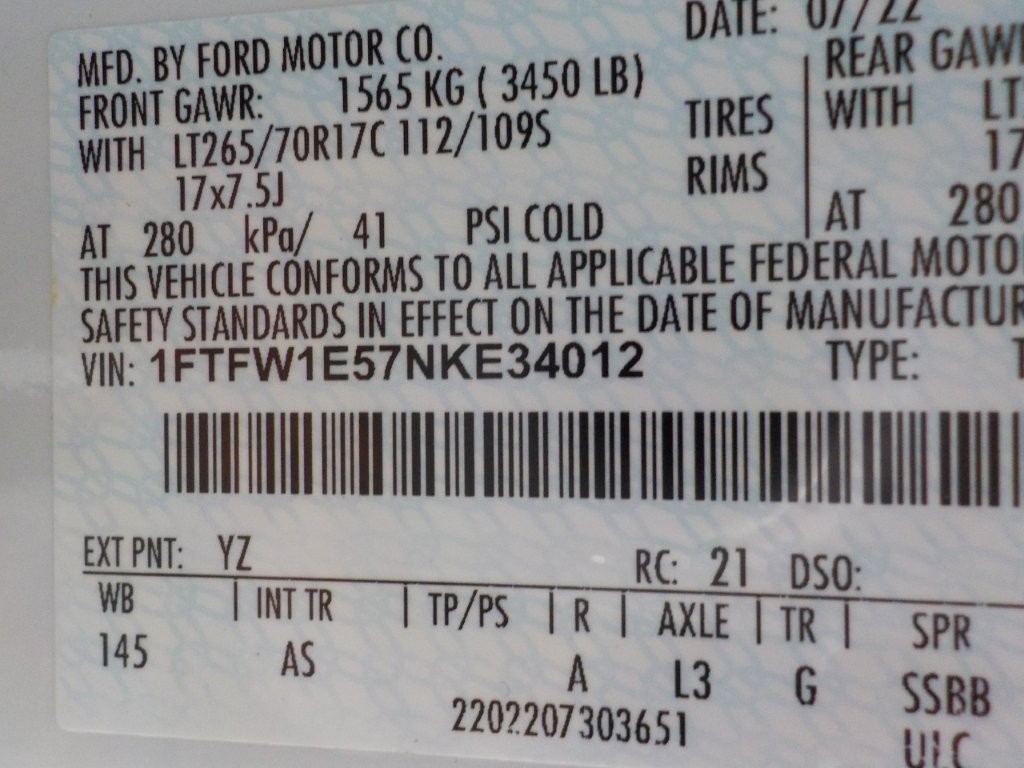 DATE: 07/22
MFD. BY FORD MOTOR CO.
FRONT GAWR: 1565 KG ( 3450 LB)
WITH LT265/70R17C 112/109S TIRES
17x7.5J RIMS
AT 280 kPa/ 41 PSI COLD
REAR GAW
WITH LT
17
AT 280
THIS VEHICLE CONFORMS TO ALL APPLICABLE FEDERAL MOTO
SAFETY STANDARDS IN EFFECT ON THE DATE OF MANUFACTUR
VIN: 1FTFW1E57NKE34012 TYPE: T
EXT PNT: YZ RC: 21 DSO:
WB | INT TR | TP/PS | R | AXLE | TR | SPR
145 AS A L3 G SSBB
2202207303651
ULC